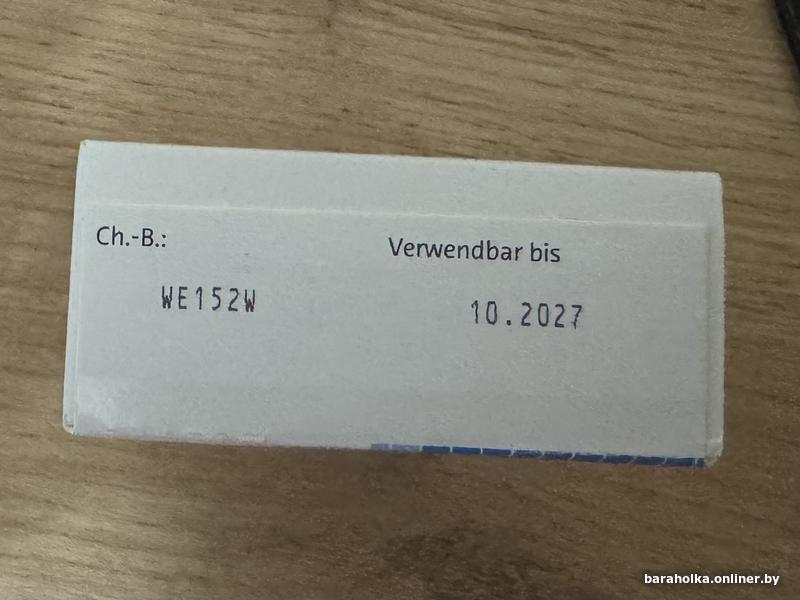 Ch.-B.:
Verwendbar bis
WE152W
10.2027
baraholka.onliner.by